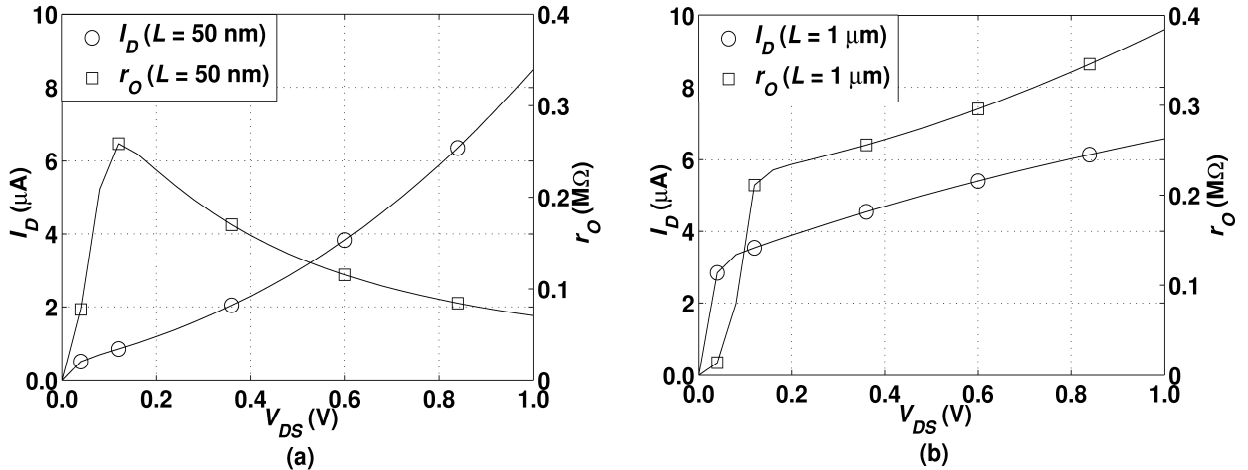 10
8
6
4
2
0.0
I_D (μA)
I_D (L = 50 nm)
r_O (L = 50 nm)
0.4
0.3
0.2
0.1
0
r_O (MΩ)
0.0 0.2 0.4 0.6 0.8 1.0
V_DS (V)
(a)
10
8
6
4
2
0.0
I_D (μA)
I_D (L = 1 μm)
r_O (L = 1 μm)
0.4
0.3
0.2
0.1
0
r_O (MΩ)
0.0 0.2 0.4 0.6 0.8 1.0
V_DS (V)
(b)